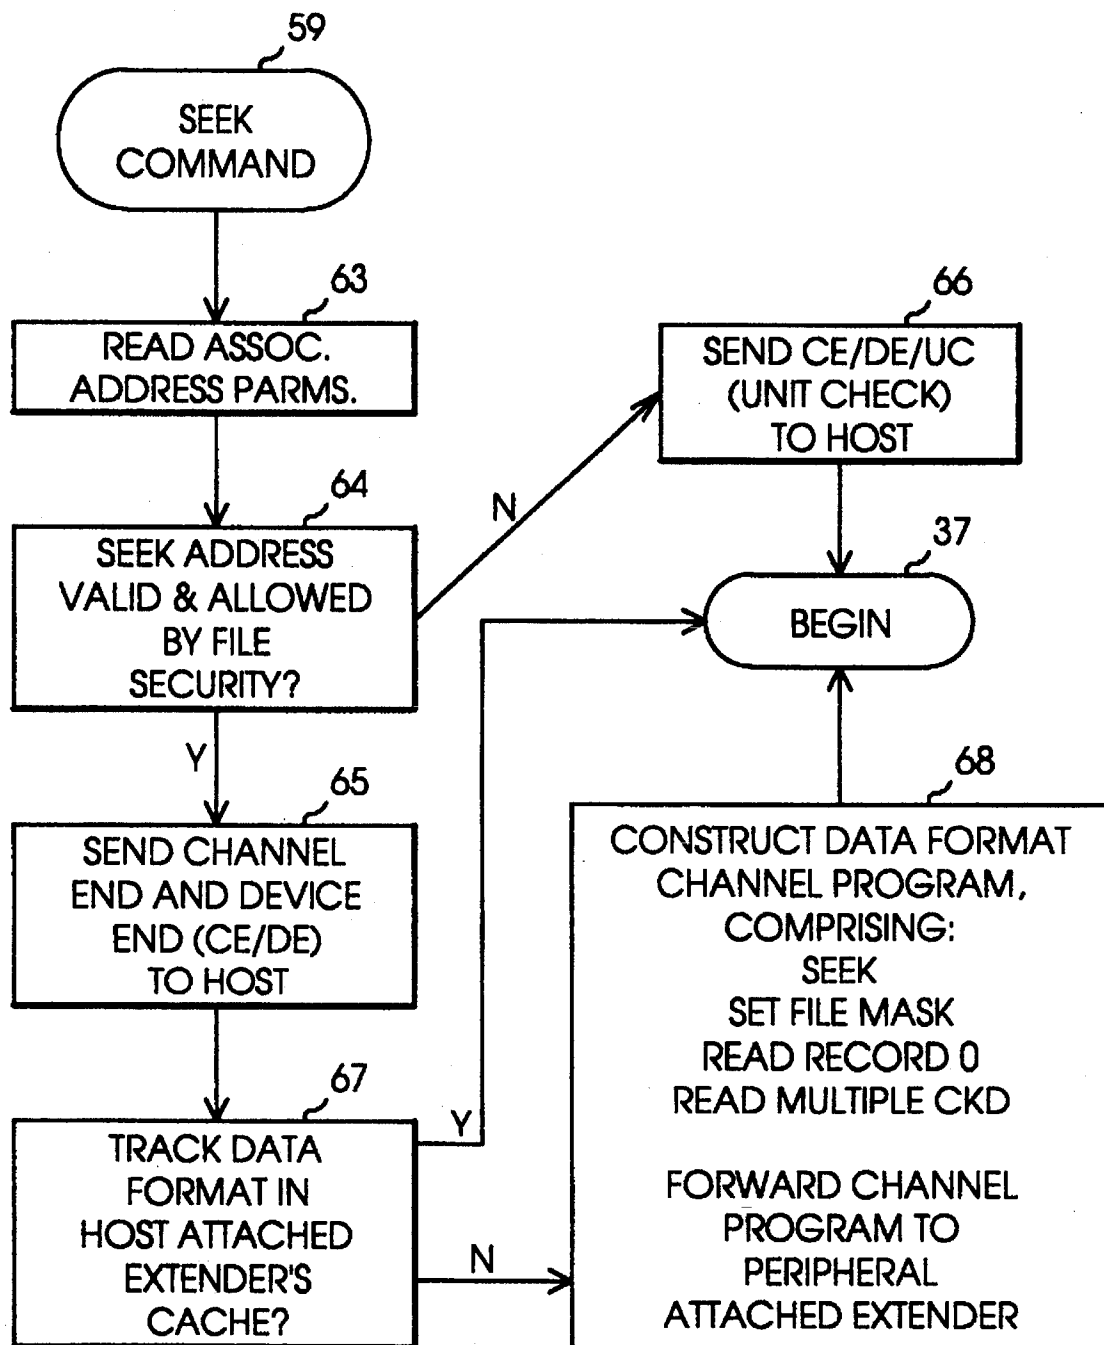 59
SEEK
COMMAND
63
READ ASSOC.
ADDRESS PARMS.
64
SEEK ADDRESS
VALID & ALLOWED
BY FILE
SECURITY?
N
Y
65
SEND CHANNEL
END AND DEVICE
END (CE/DE)
TO HOST
67
TRACK DATA
FORMAT IN
HOST ATTACHED
EXTENDER'S
CACHE?
Y
N
66
SEND CE/DE/UC
(UNIT CHECK)
TO HOST
37
BEGIN
68
CONSTRUCT DATA FORMAT
CHANNEL PROGRAM,
COMPRISING:
SEEK
SET FILE MASK
READ RECORD 0
READ MULTIPLE CKD
FORWARD CHANNEL
PROGRAM TO
PERIPHERAL
ATTACHED EXTENDER